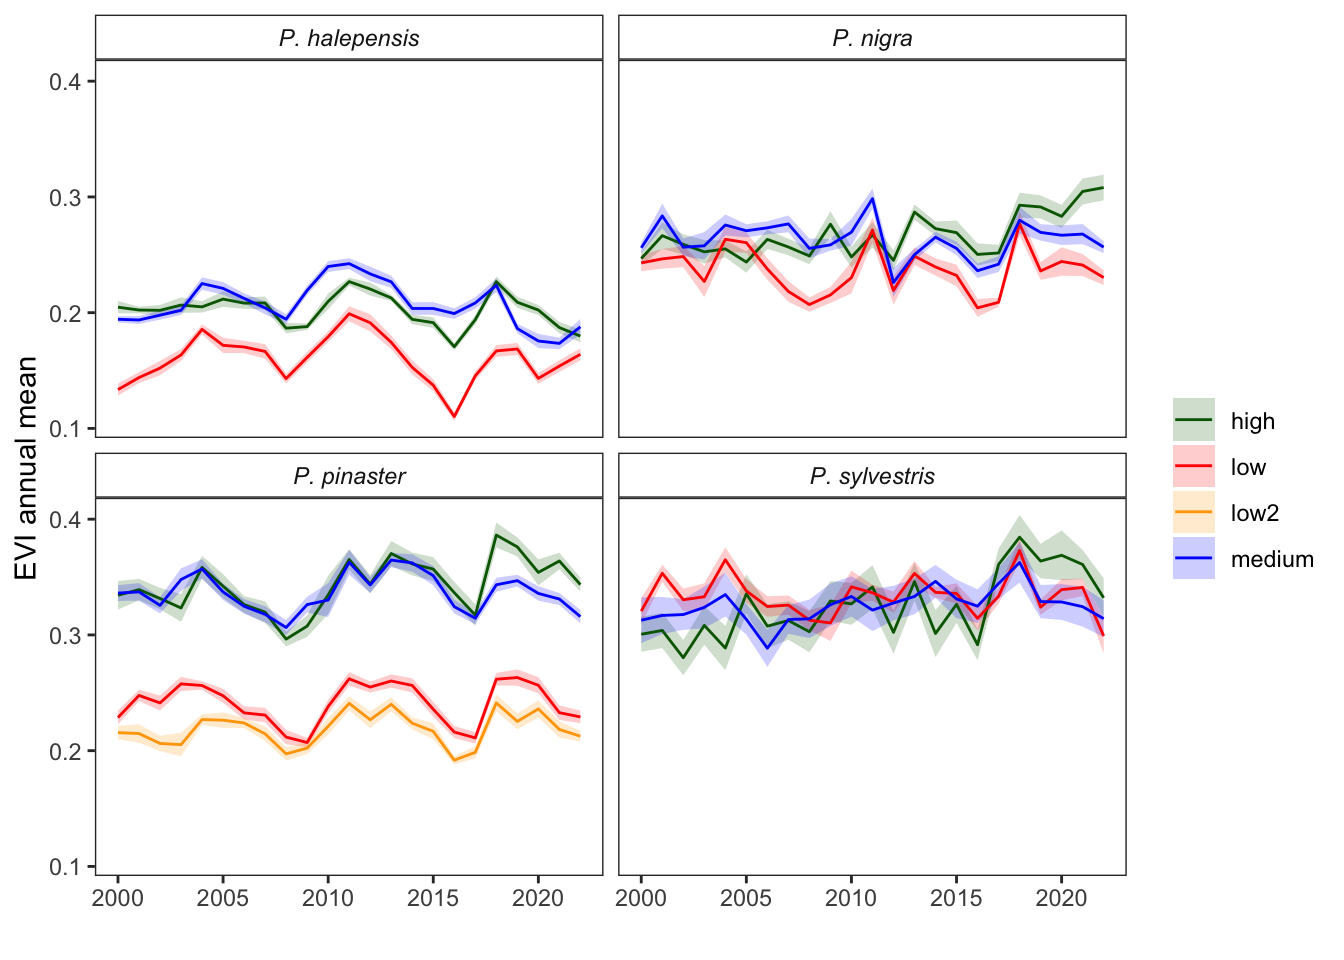 P. halepensis
P. nigra
0.4
0.3
0.2
0.1
P. pinaster
P. sylvestris
0.4
0.3
0.2
0.1
2000 2005 2010 2015 2020
2000 2005 2010 2015 2020
EVI annual mean
high
low
low2
medium